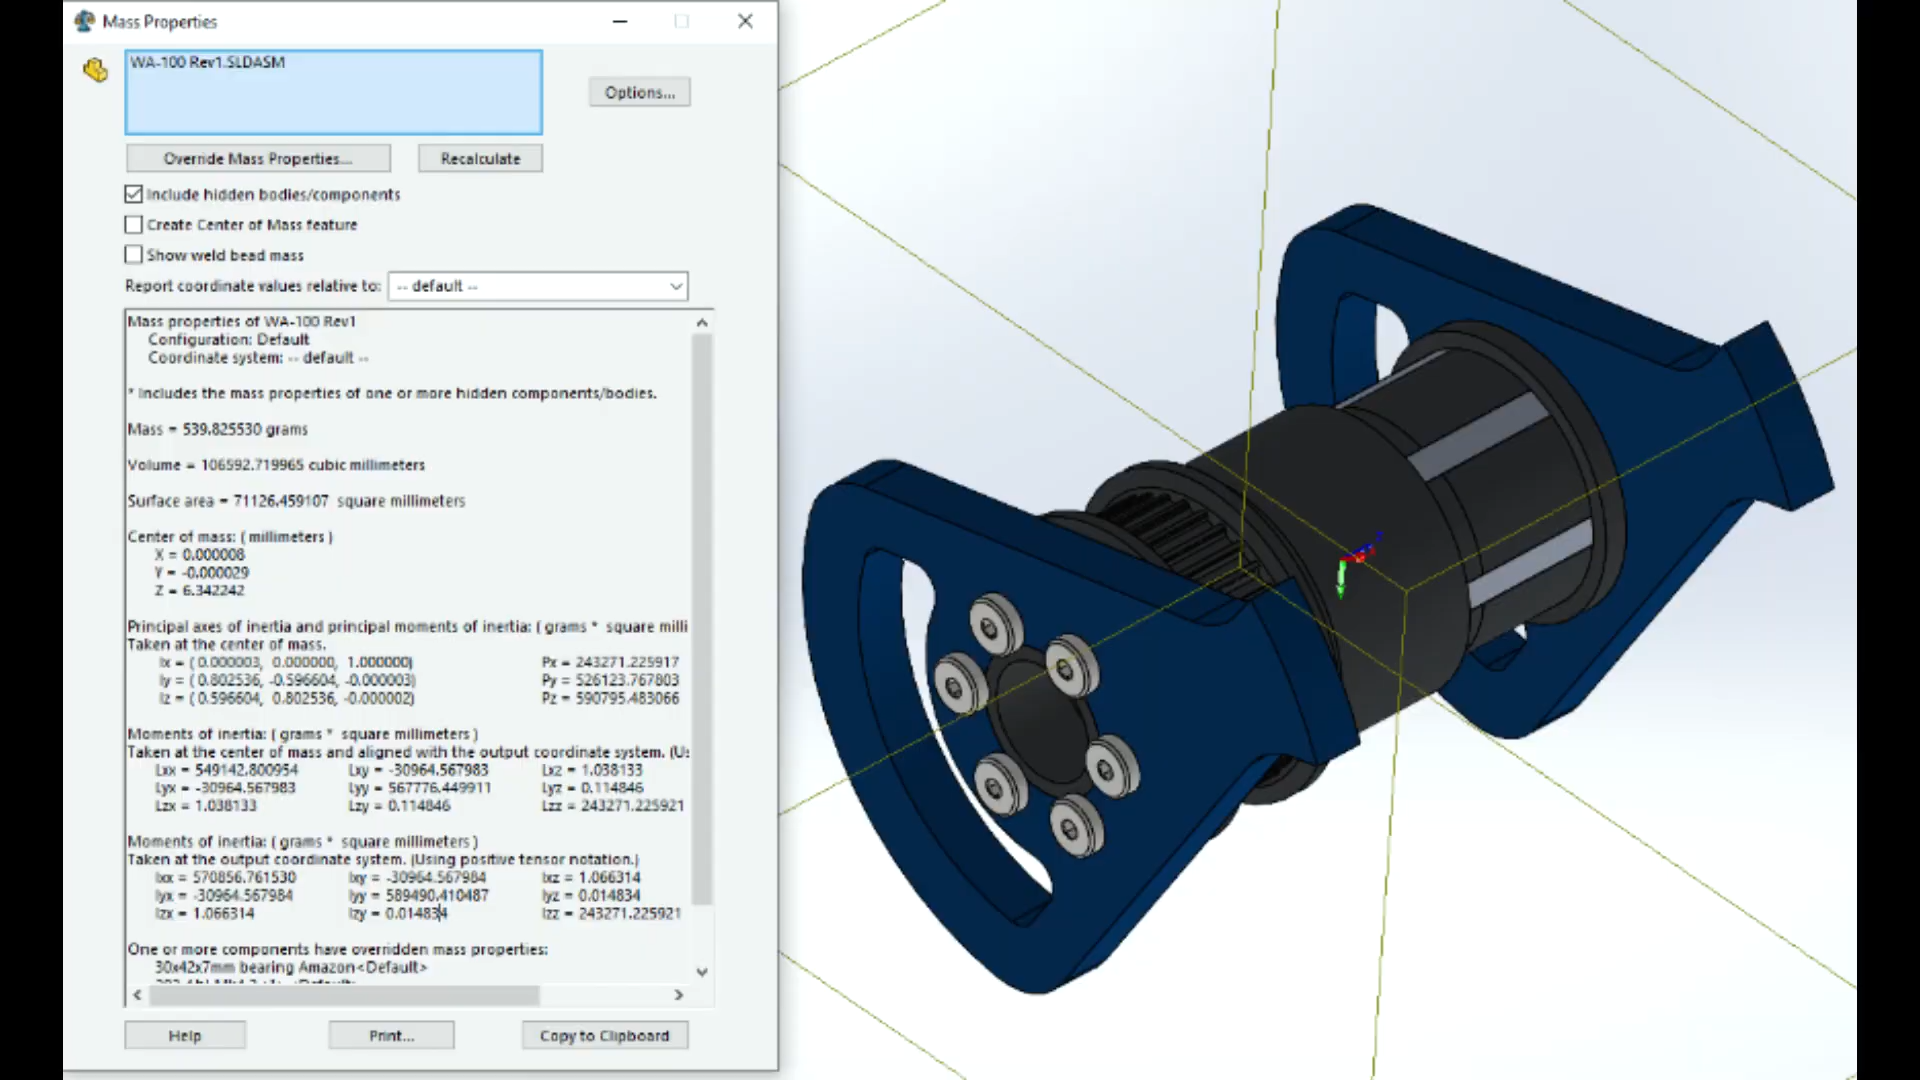 Mass Properties
WA-100 Rev1.SLDASM
Options...
Override Mass Properties...
Recalculate
Include hidden bodies/components
Create Center of Mass feature
Show weld bead mass
Report coordinate values relative to:
-- default --
Mass properties of WA-100 Rev1
Configuration: Default
Coordinate system: -- default --
* Includes the mass properties of one or more hidden components/bodies.
Mass = 539.825530 grams
Volume = 106592.719965 cubic millimeters
Surface area = 71126.459107 square millimeters
Center of mass: ( millimeters )
X = 0.000008
Y = -0.000029
Z = 6.342242
Principal axes of inertia and principal moments of inertia: ( grams * square milli
Taken at the center of mass.
Ix = ( 0.000003, 0.000000, 1.000000) Px = 243271.225917
Iy = ( 0.802536, -0.596604, -0.000003) Py = 526123.767803
Iz = ( 0.596604, 0.802536, -0.000002) Pz = 590795.483066
Moments of inertia: ( grams * square millimeters )
Taken at the center of mass and aligned with the output coordinate system. (Us
Lxx = 549142.800954 Lxy = -30964.567983 Lxz = 1.038133
Lyx = -30964.567983 Lyy = 567776.449911 Lyz = 0.114846
Lzx = 1.038133 Lzy = 0.114846 Lzz = 243271.225921
Moments of inertia: ( grams * square millimeters )
Taken at the output coordinate system. (Using positive tensor notation.)
Ixx = 570856.761530 Ixy = -30964.567984 Ixz = 1.066314
Iyx = -30964.567984 Iyy = 589490.410487 Iyz = 0.014834
Izx = 1.066314 Izy = 0.014834 Izz = 243271.225921
One or more components have overridden mass properties:
30x42x7mm bearing Amazon<Default>
Help
Print...
Copy to Clipboard